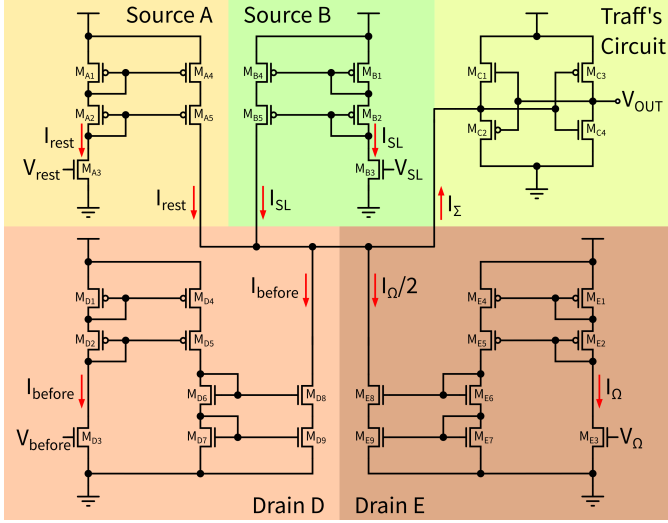 Source A
Source B
Traff's
Circuit
M_A1
M_A4
M_B4
M_B1
M_C1
M_C3
V_OUT
M_A2
M_A5
M_B5
M_B2
M_C2
M_C4
I_rest
I_SL
V_rest
M_A3
M_B3
V_SL
I_rest
I_SL
I_Σ
M_D1
M_D4
I_before
I_Ω/2
M_E4
M_E1
M_D2
M_D5
M_E5
M_E2
I_before
I_Ω
M_D6
M_D8
M_E8
M_E6
V_before
M_D3
M_D7
M_D9
M_E9
M_E7
M_E3
V_Ω
Drain D
Drain E